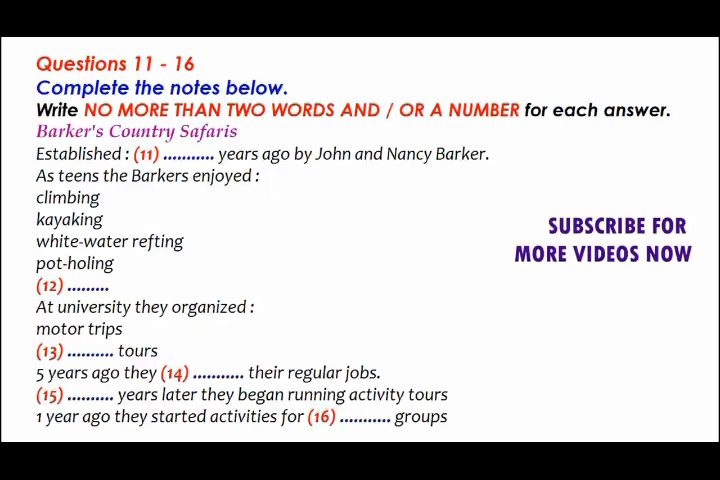 Questions 11 - 16
Complete the notes below.
Write NO MORE THAN TWO WORDS AND / OR A NUMBER for each answer.
Barker's Country Safaris
Established : (11) ........... years ago by John and Nancy Barker.
As teens the Barkers enjoyed :
climbing
kayaking
white-water refting
pot-holing
(12) .........
At university they organized :
motor trips
(13) .......... tours
5 years ago they (14) ........... their regular jobs.
(15) .......... years later they began running activity tours
1 year ago they started activities for (16) ........... groups
SUBSCRIBE FOR
MORE VIDEOS NOW